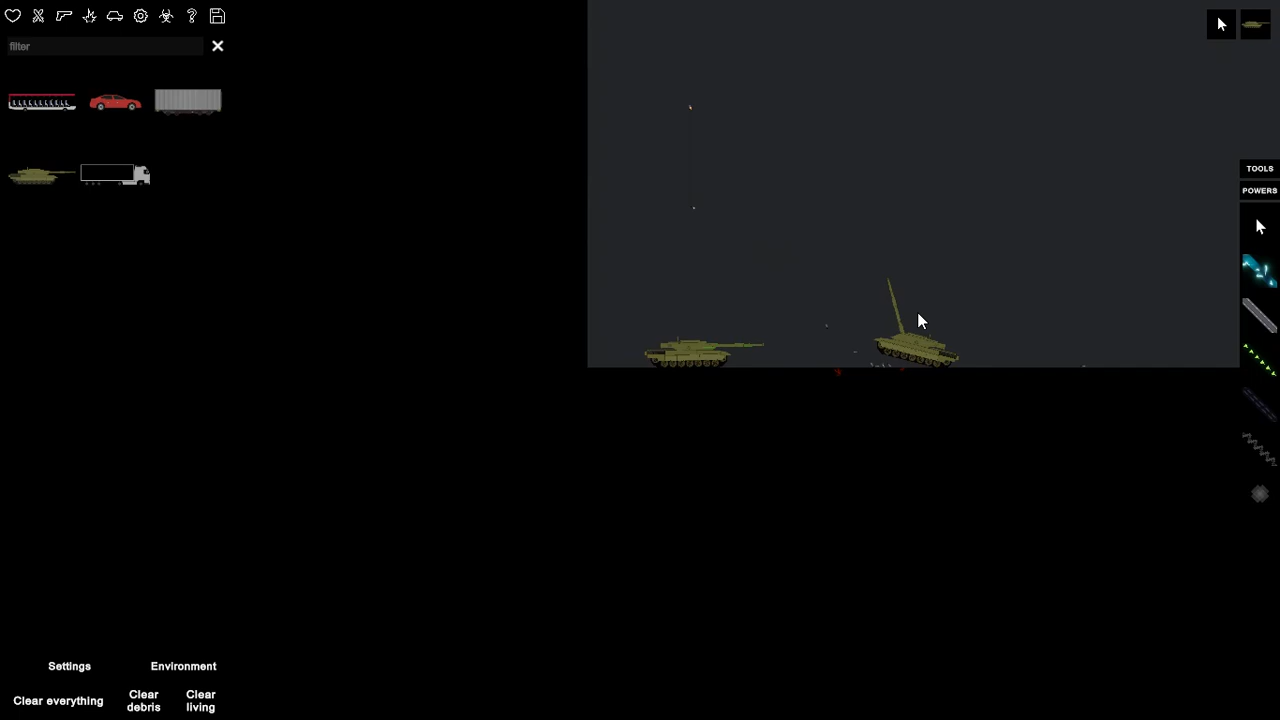 filter
TOOLS
POWERS
Settings
Environment
Clear everything
Clear
debris
Clear
living